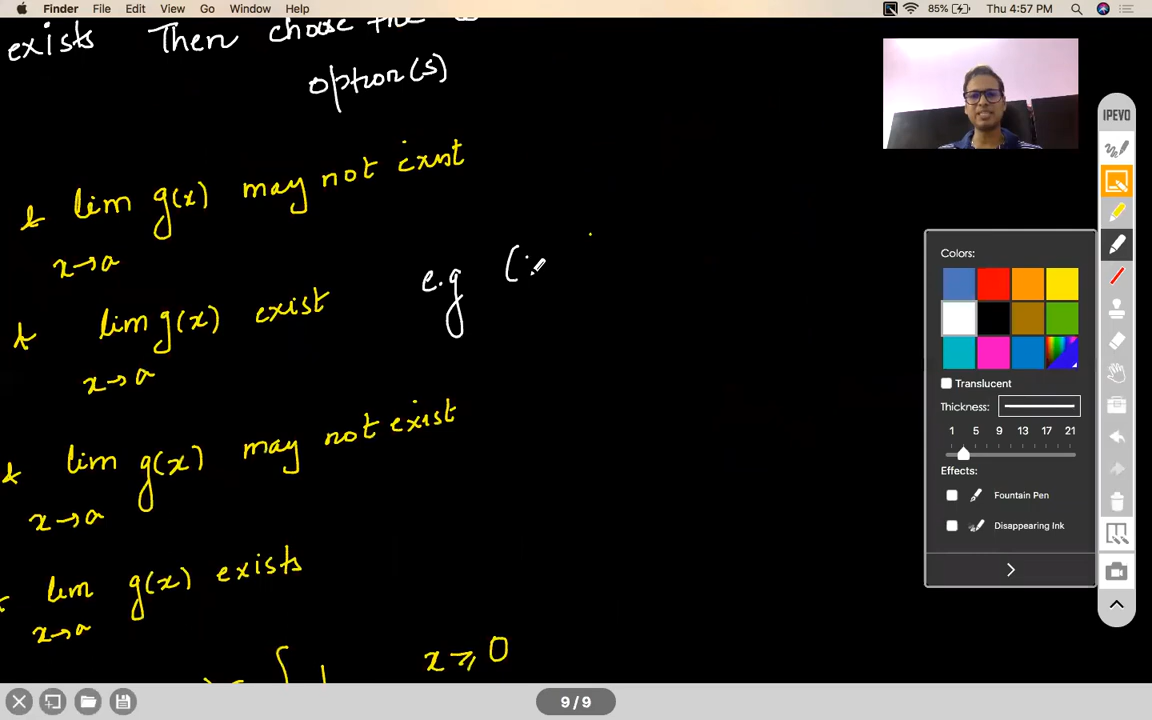 Finder File Edit View Go Window Help 85% Thu 4:57 PM
exists Then choose the
option(s)
lim g(x) may not exist
x→a
e.g (
lim g(x) exist
x→a
lim g(x) may not exist
x→a
lim g(x) exists
x→a
x ≥ 0
IPEVO
Colors:
Translucent
Thickness:
1 5 9 13 17 21
Effects:
Fountain Pen
Disappearing Ink
9/9